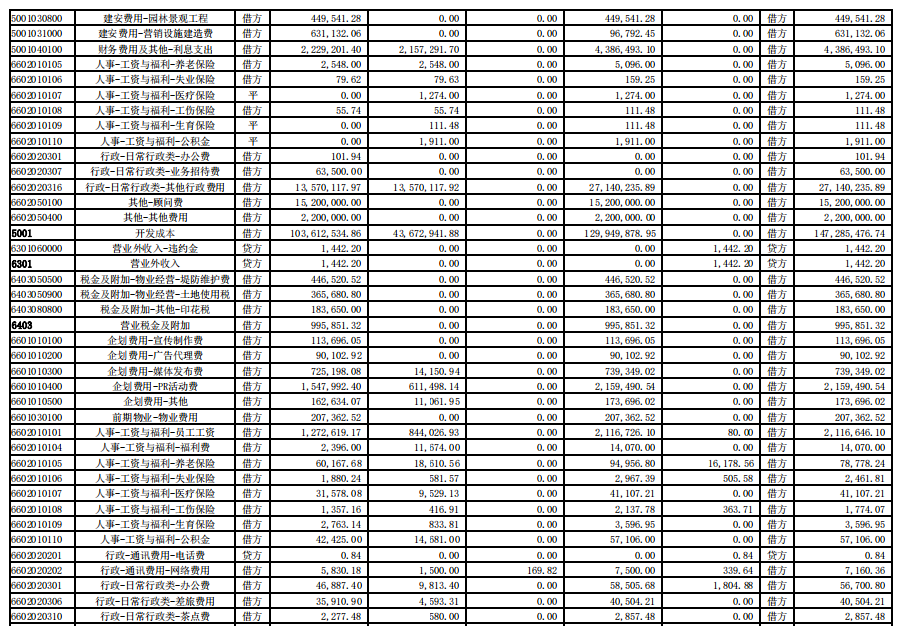 5001030800 建安费用-园林景观工程 借方 449,541.28 0.00 0.00 449,541.28 0.00 借方 449,541.28
5001031000 建安费用-营销设施建造费 借方 631,132.06 0.00 0.00 96,792.45 0.00 借方 631,132.06
5001040100 财务费用及其他-利息支出 借方 2,229,201.40 2,157,291.70 0.00 4,386,493.10 0.00 借方 4,386,493.10
6602010105 人事-工资与福利-养老保险 借方 2,548.00 2,548.00 0.00 5,096.00 0.00 借方 5,096.00
6602010106 人事-工资与福利-失业保险 借方 79.62 79.63 0.00 159.25 0.00 借方 159.25
6602010107 人事-工资与福利-医疗保险 平 0.00 1,274.00 0.00 1,274.00 0.00 借方 1,274.00
6602010108 人事-工资与福利-工伤保险 借方 55.74 55.74 0.00 111.48 0.00 借方 111.48
6602010109 人事-工资与福利-生育保险 平 0.00 111.48 0.00 111.48 0.00 借方 111.48
6602010110 人事-工资与福利-公积金 平 0.00 1,911.00 0.00 1,911.00 0.00 借方 1,911.00
6602020301 行政-日常行政类-办公费 借方 101.94 0.00 0.00 0.00 0.00 借方 101.94
6602020307 行政-日常行政类-业务招待费 借方 63,500.00 0.00 0.00 0.00 0.00 借方 63,500.00
6602020316 行政-日常行政类-其他行政费用 借方 13,570,117.97 13,570,117.92 0.00 27,140,235.89 0.00 借方 27,140,235.89
6602050100 其他-顾问费 借方 15,200,000.00 0.00 0.00 15,200,000.00 0.00 借方 15,200,000.00
6602050400 其他-其他费用 借方 2,200,000.00 0.00 0.00 2,200,000.00 0.00 借方 2,200,000.00
5001 开发成本 借方 103,612,534.86 43,672,941.88 0.00 129,949,878.95 0.00 借方 147,285,476.74
6301060000 营业外收入-违约金 贷方 1,442.20 0.00 0.00 0.00 1,442.20 贷方 1,442.20
6301 营业外收入 贷方 1,442.20 0.00 0.00 0.00 1,442.20 贷方 1,442.20
6403050500 税金及附加-物业经营-堤防维护费 借方 446,520.52 0.00 0.00 446,520.52 0.00 借方 446,520.52
6403050900 税金及附加-物业经营-土地使用税 借方 365,680.80 0.00 0.00 365,680.80 0.00 借方 365,680.80
6403080800 税金及附加-其他-印花税 借方 183,650.00 0.00 0.00 183,650.00 0.00 借方 183,650.00
6403 营业税金及附加 借方 995,851.32 0.00 0.00 995,851.32 0.00 借方 995,851.32
6601010100 企划费用-宣传制作费 借方 113,696.05 0.00 0.00 113,696.05 0.00 借方 113,696.05
6601010200 企划费用-广告代理费 借方 90,102.92 0.00 0.00 90,102.92 0.00 借方 90,102.92
6601010300 企划费用-媒体发布费 借方 725,198.08 14,150.94 0.00 739,349.02 0.00 借方 739,349.02
6601010400 企划费用-PR活动费 借方 1,547,992.40 611,498.14 0.00 2,159,490.54 0.00 借方 2,159,490.54
6601010500 企划费用-其他 借方 162,634.07 11,061.95 0.00 173,696.02 0.00 借方 173,696.02
6601030100 前期物业-物业费用 借方 207,362.52 0.00 0.00 207,362.52 0.00 借方 207,362.52
6602010101 人事-工资与福利-员工工资 借方 1,272,619.17 844,026.93 0.00 2,116,726.10 80.00 借方 2,116,646.10
6602010104 人事-工资与福利-福利费 借方 2,396.00 11,674.00 0.00 14,070.00 0.00 借方 14,070.00
6602010105 人事-工资与福利-养老保险 借方 60,167.68 18,610.56 0.00 94,956.80 16,178.56 借方 78,778.24
6602010106 人事-工资与福利-失业保险 借方 1,880.24 581.57 0.00 2,967.39 505.58 借方 2,461.81
6602010107 人事-工资与福利-医疗保险 借方 31,578.08 9,529.13 0.00 41,107.21 0.00 借方 41,107.21
6602010108 人事-工资与福利-工伤保险 借方 1,357.16 416.91 0.00 2,137.78 363.71 借方 1,774.07
6602010109 人事-工资与福利-生育保险 借方 2,763.14 833.81 0.00 3,596.95 0.00 借方 3,596.95
6602010110 人事-工资与福利-公积金 借方 42,425.00 14,681.00 0.00 57,106.00 0.00 借方 57,106.00
6602020201 行政-通讯费用-电话费 贷方 0.84 0.00 0.00 0.00 0.84 贷方 0.84
6602020202 行政-通讯费用-网络费用 借方 5,830.18 1,500.00 169.82 7,500.00 339.64 借方 7,160.36
6602020301 行政-日常行政类-办公费 借方 46,887.40 9,813.40 0.00 58,505.68 1,804.88 借方 56,700.80
6602020306 行政-日常行政类-差旅费用 借方 35,910.90 4,593.31 0.00 40,504.21 0.00 借方 40,504.21
6602020310 行政-日常行政类-茶点费 借方 2,277.48 580.00 0.00 2,857.48 0.00 借方 2,857.48